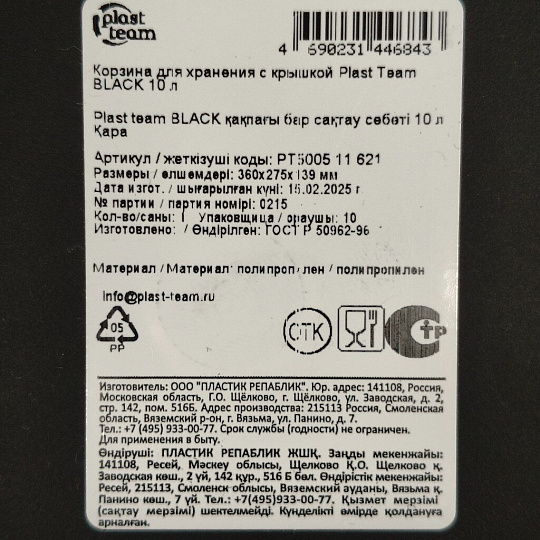 plast team
4 690231 446843
Корзина для хранения с крышкой Plast Team
BLACK 10 л
Plast team BLACK қақпағы бар сақтау себеті 10 л
Қара
Артикул / жеткізуші коды: PT5005 11 621
Размеры / өлшемдері: 360х275х139 мм
Дата изгот. / шығарылған күні: 15.02.2025 г
№ партии / партия номірі: 0215
Кол-во/саны: 1 Упаковщица / ораушы: 10
Изготовлено: / Өндірілген: ГОСТ Р 50962-96
Материал / Материал: полипропилен / полипропилен
info@plast-team.ru
05
PP
СТК
Изготовитель: ООО "ПЛАСТИК РЕПАБЛИК". Юр. адрес: 141108, Россия,
Московская область, Г.О. Щёлково, г. Щёлково, ул. Заводская, д. 2,
стр. 142, пом. 516Б. Адрес производства: 215113 Россия, Смоленская
область, Вяземский р-он, г. Вязьма, ул. Панино, д. 7.
Тел.: +7 (495) 933-00-77. Срок службы (годности) не ограничен.
Для применения в быту.
Өндіруші: ПЛАСТИК РЕПАБЛИК ЖШҚ. Заңды мекенжайы:
141108, Ресей, Мәскеу облысы, Щелково Қ.О. Щелково қ.
Заводская көш., 2 үй, 142 құр., 516 Б бөл. Өндірістік мекенжайы:
Ресей, 215113, Смоленск облысы, Вяземский ауданы, Вязьма қ.
Панино көш., 7 үй. Тел.: +7(495)933-00-77. Қызмет мерзімі
(сақтау мерзімі) шектелмейді. Күнделікті өмірде қолдануға
арналған.